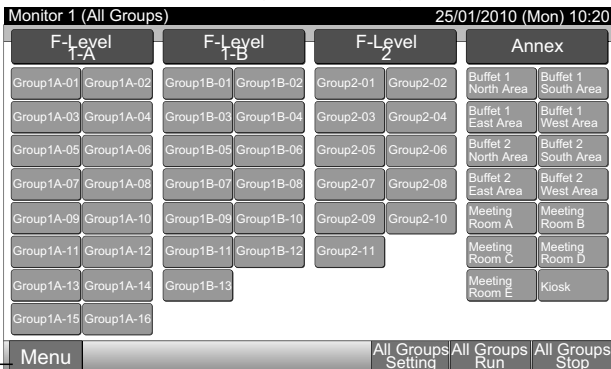 Monitor 1 (All Groups) 25/01/2010 (Mon) 10:20
F-Level
1-A
F-Level
1-B
F-Level
2
Annex
Group1A-01 Group1A-02 Group1B-01 Group1B-02 Group2-01 Group2-02
Buffet 1
North Area
Buffet 1
South Area
Group1A-03 Group1A-04 Group1B-03 Group1B-04 Group2-03 Group2-04
Buffet 1
East Area
Buffet 1
West Area
Group1A-05 Group1A-06 Group1B-05 Group1B-06 Group2-05 Group2-06
Buffet 2
North Area
Buffet 2
South Area
Group1A-07 Group1A-08 Group1B-07 Group1B-08 Group2-07 Group2-08
Buffet 2
East Area
Buffet 2
West Area
Group1A-09 Group1A-10 Group1B-09 Group1B-10 Group2-09 Group2-10
Meeting
Room A
Meeting
Room B
Group1A-11 Group1A-12 Group1B-11 Group1B-12 Group2-11
Meeting
Room C
Meeting
Room D
Group1A-13 Group1A-14 Group1B-13
Meeting
Room E
Kiosk
Group1A-15 Group1A-16
Menu
All Groups
Setting
All Groups
Run
All Groups
Stop